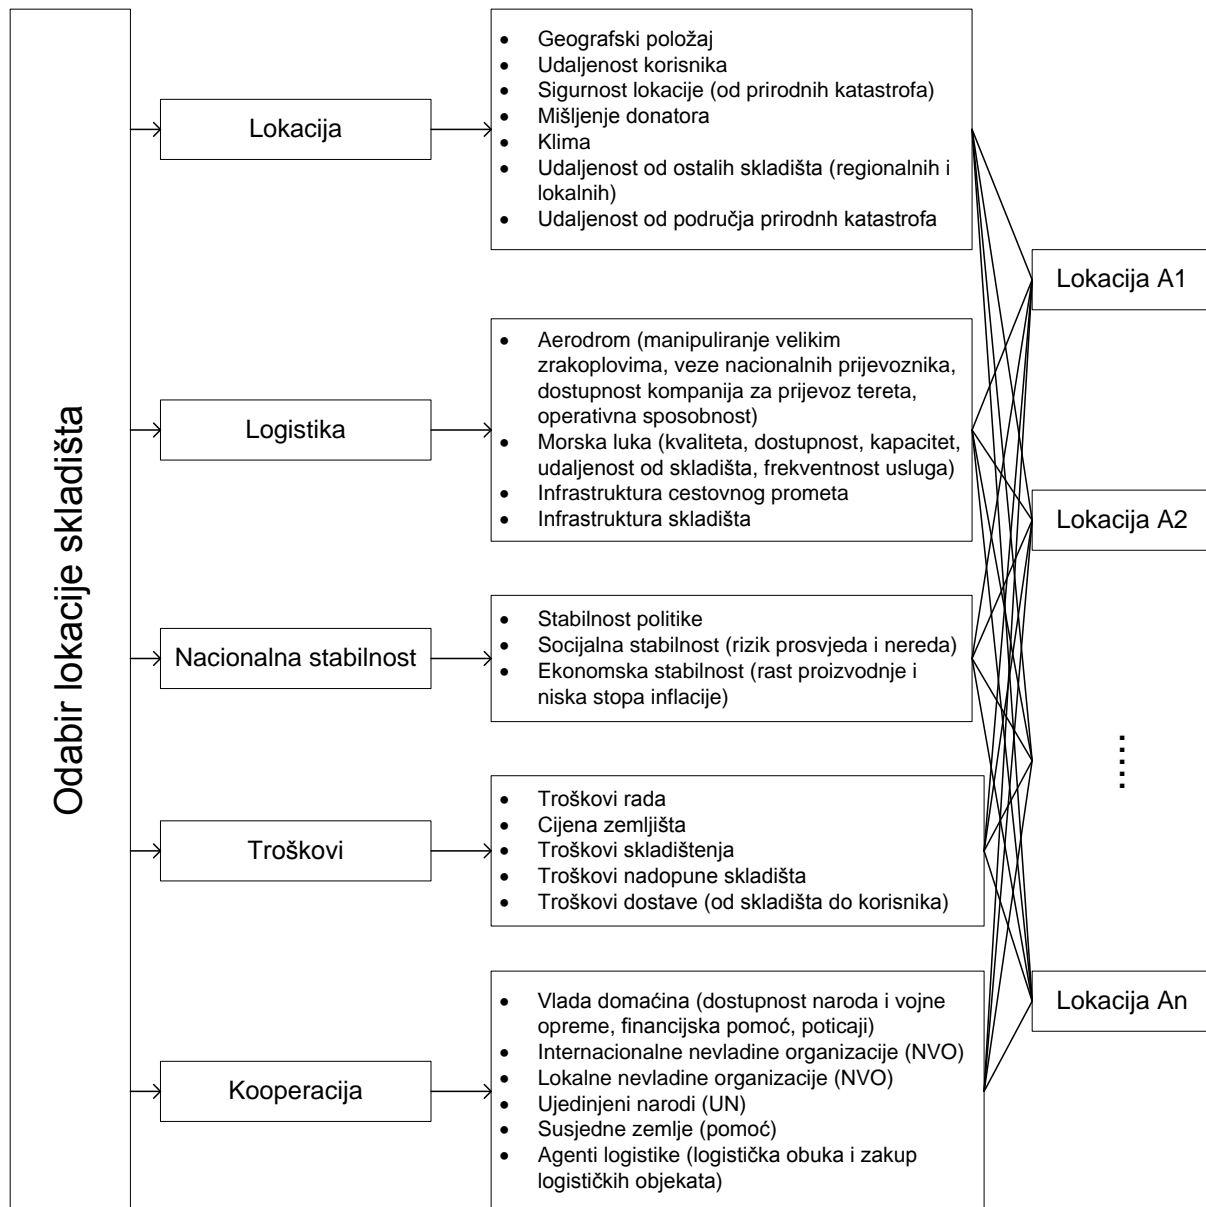 Odabir lokacije skladišta
Lokacija
• Geografski položaj
• Udaljenost korisnika
• Sigurnost lokacije (od prirodnih katastrofa)
• Mišljenje donatora
• Klima
• Udaljenost od ostalih skladišta (regionalnih i
lokalnih)
• Udaljenost od područja prirodnh katastrofa
Logistika
• Aerodrom (manipuliranje velikim
zrakoplovima, veze nacionalnih prijevoznika,
dostupnost kompanija za prijevoz tereta,
operativna sposobnost)
• Morska luka (kvaliteta, dostupnost, kapacitet,
udaljenost od skladišta, frekventnost usluga)
• Infrastruktura cestovnog prometa
• Infrastruktura skladišta
Nacionalna stabilnost
• Stabilnost politike
• Socijalna stabilnost (rizik prosvjeda i nereda)
• Ekonomska stabilnost (rast proizvodnje i
niska stopa inflacije)
Troškovi
• Troškovi rada
• Cijena zemljišta
• Troškovi skladištenja
• Troškovi nadopune skladišta
• Troškovi dostave (od skladišta do korisnika)
Kooperacija
• Vlada domaćina (dostupnost naroda i vojne
opreme, financijska pomoć, poticaji)
• Internacionalne nevladine organizacije (NVO)
• Lokalne nevladine organizacije (NVO)
• Ujedinjeni narodi (UN)
• Susjedne zemlje (pomoć)
• Agenti logistike (logistička obuka i zakup
logističkih objekata)
Lokacija A1
Lokacija A2
.....
Lokacija An